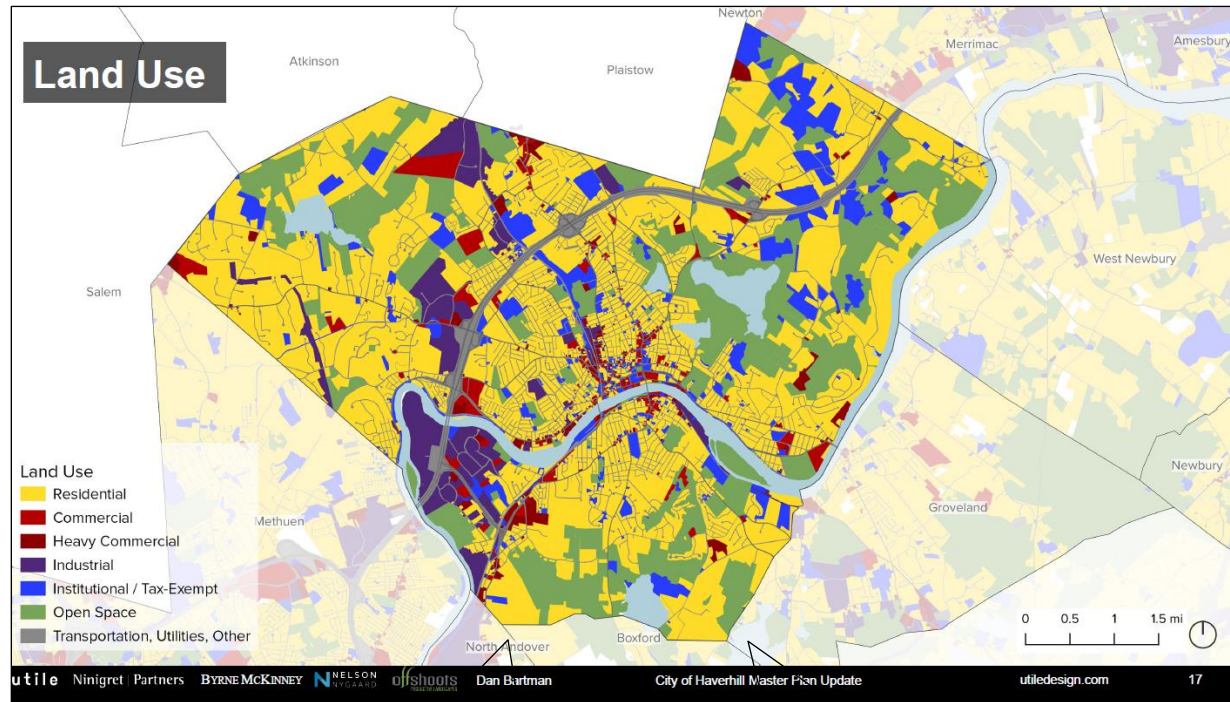 Land Use
Newton
Merrimac
Amesbury
Atkinson
Plaistow
West Newbury
Salem
Land Use
Residential
Commercial
Heavy Commercial
Industrial
Institutional / Tax-Exempt
Open Space
Transportation, Utilities, Other
Methuen
Newbury
Groveland
North Andover
Boxford
0 0.5 1 1.5 mi
utile Ninigret | Partners BYRNE MCKINNEY NELSON NYGAARD offshoots Dan Bartman City of Haverhill Master Plan Update utiledesign.com 17